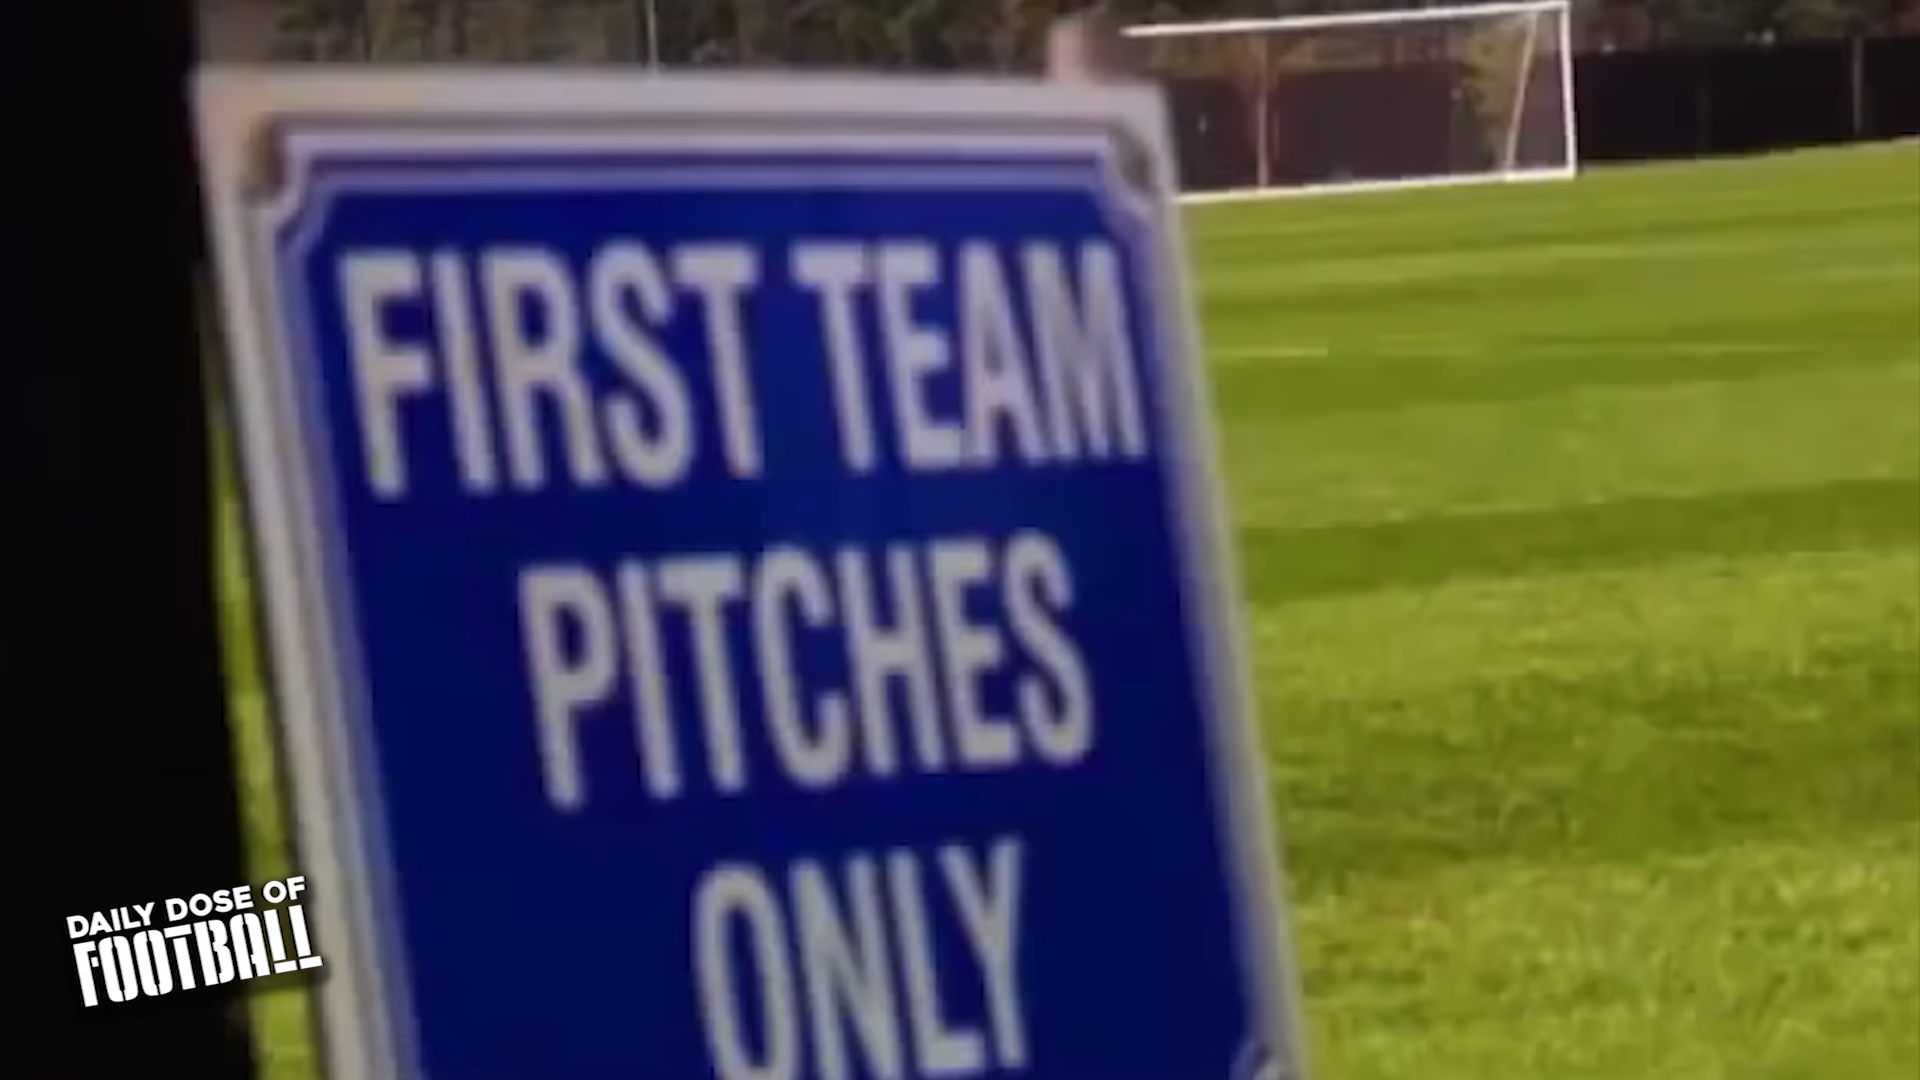 FIRST TEAM
PITCHES
ONLY
DAILY DOSE OF
FOOTBALL